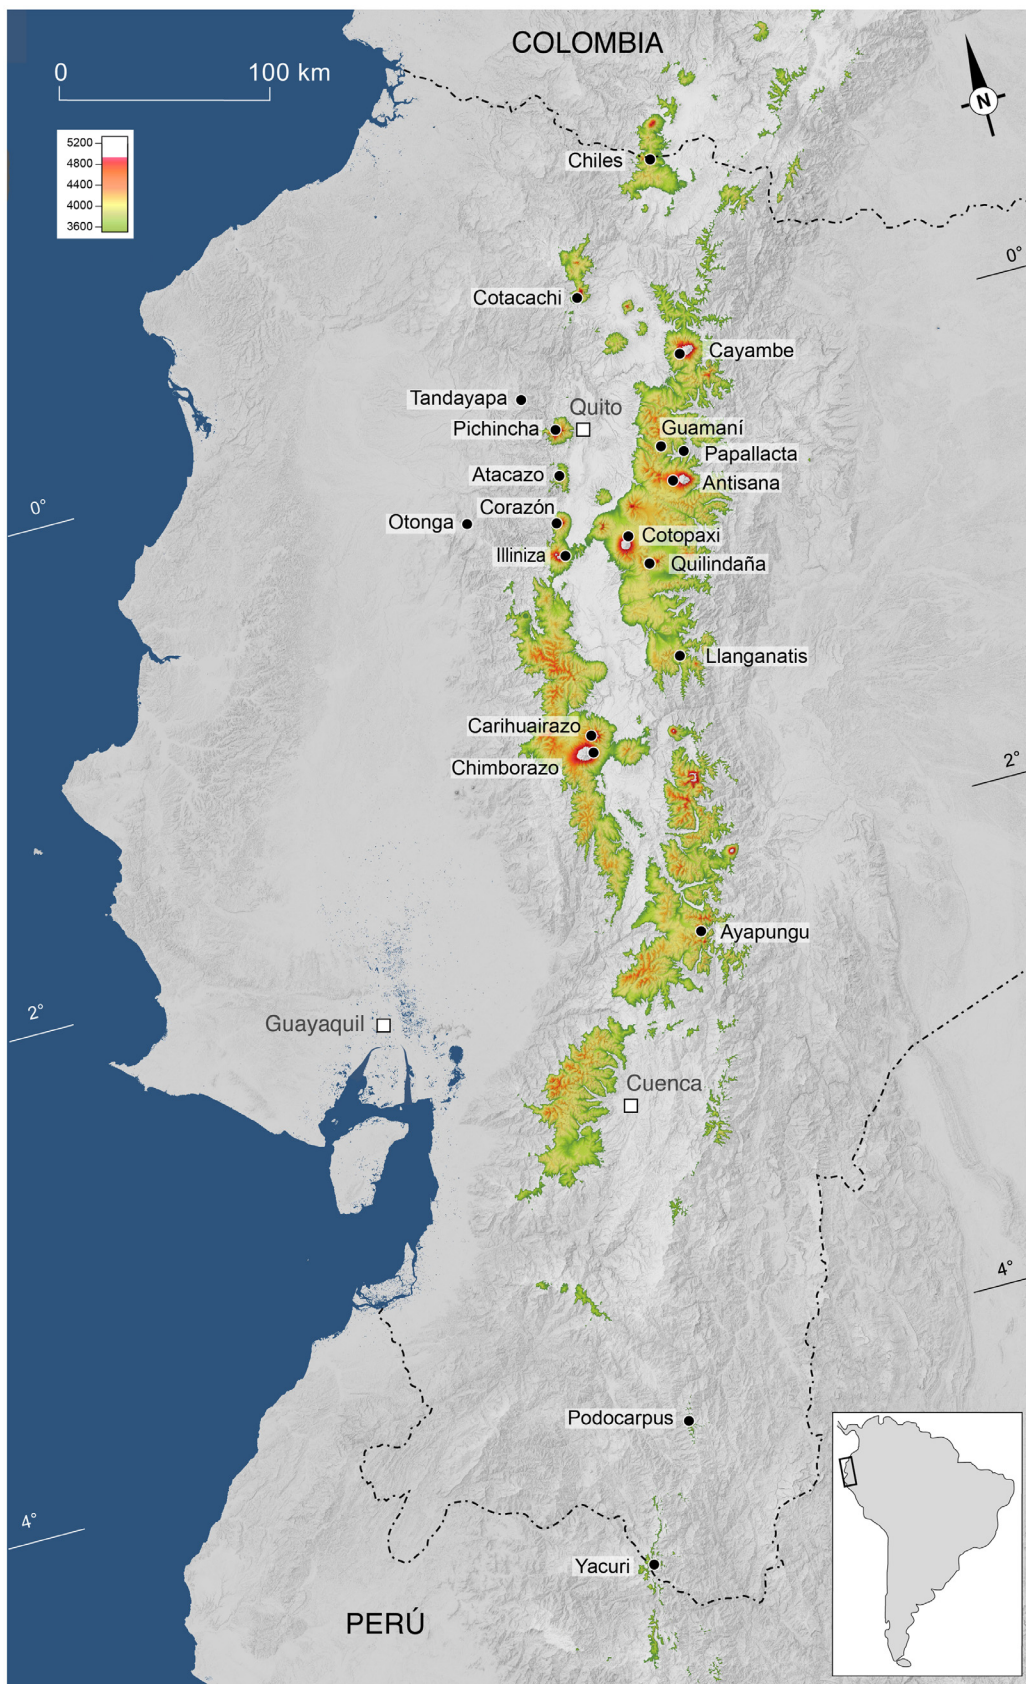 COLOMBIA
0 100 km
N
5200
4800
4400
4000
3600
Chiles
0°
Cotacachi
Cayambe
Tandayapa
Quito
Pichincha
Guamaní
Papallacta
Atacazo
Antisana
Corazón
0°
Otonga
Cotopaxi
Illiniza
Quilindaña
Llanganatis
Carihuairazo
Chimborazo
2°
Ayapungu
2°
Guayaquil
Cuenca
4°
Podocarpus
4°
Yacuri
PERÚ